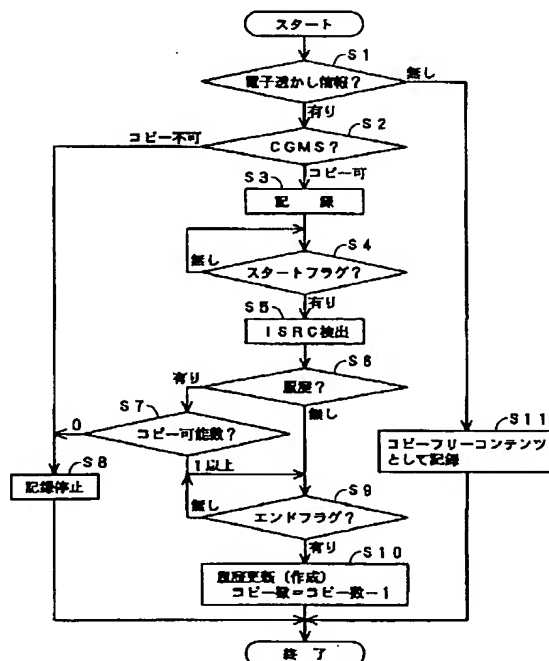 スタート
S1
電子透かし情報?
無し
有り
S2
コピー不可
CGMS?
コピー可
S3
記 録
S4
無し
スタートフラグ?
有り
S5
ISRC検出
S6
有り
履歴?
S7
無し
0
コピー可能数?
S11
コピーフリーコンテンツ
として記録
1以上
S8
記録停止
S9
無し
エンドフラグ?
有り
S10
履歴更新(作成)
コピー数=コピー数-1
終 了